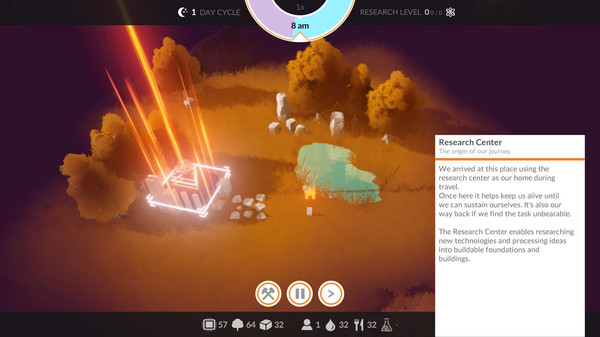 1 DAY CYCLE
1x
8 am
RESEARCH LEVEL 0 0 / 0
Research Center
The origin of our journey
We arrived at this place using the
research center as our home during
travel.
Once here it helps keep us alive until
we can sustain ourselves. It's also our
way back if we find the task unbearable.
The Research Center enables researching
new technologies and processing ideas
into buildable foundations and
buildings.
57 64 32 1 32 32 -